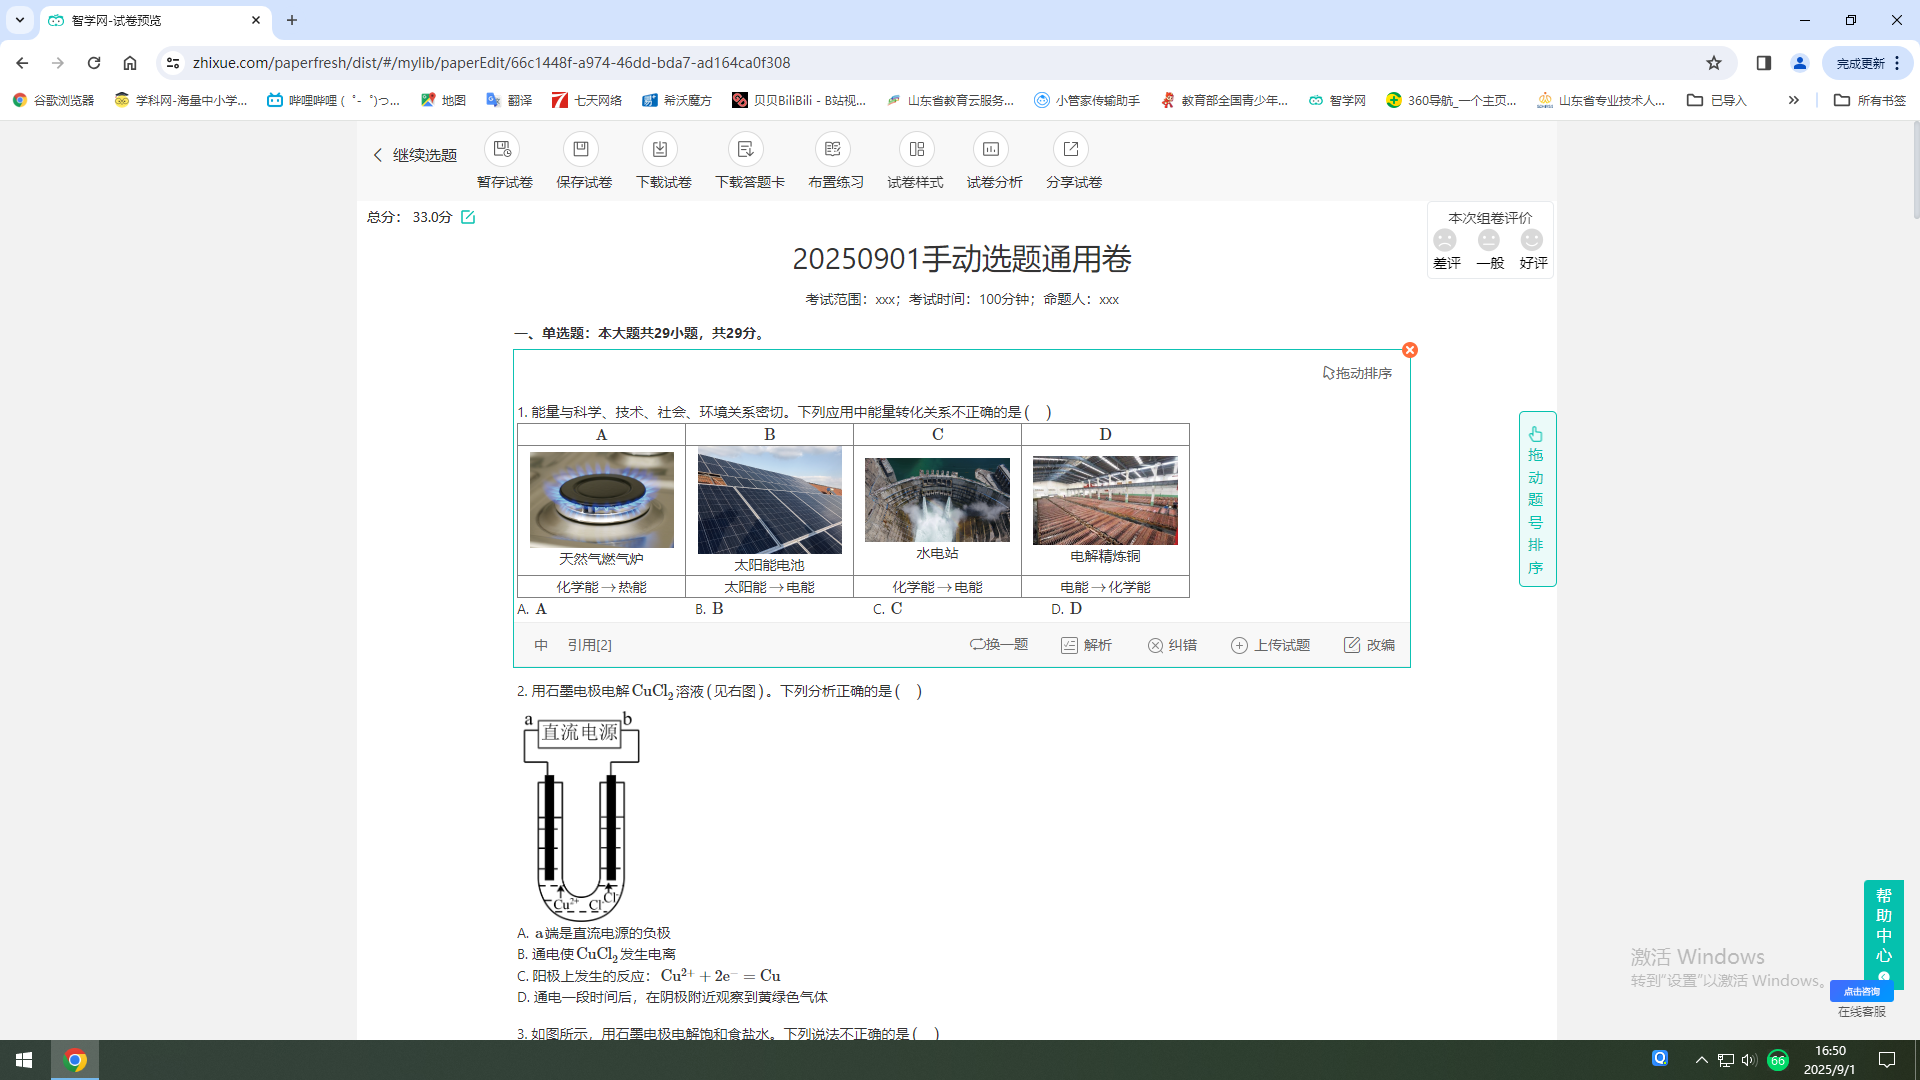 智学网-试卷预览
zhixue.com/paperfresh/dist/#/mylib/paperEdit/66c1448f-a974-46dd-bda7-ad164ca0f308
完成更新
谷歌浏览器 学科网-海量中小学... 哔哩哔哩 (゜-゜)つ... 地图 翻译 七天网络 希沃魔方 贝贝BiliBili - B站视... 山东省教育云服务... 小管家传输助手 教育部全国青少年... 智学网 360导航_一个主页... 山东省专业技术人... 已导入 » 所有书签
继续选题
暂存试卷 保存试卷 下载试卷 下载答题卡 布置练习 试卷样式 试卷分析 分享试卷
总分： 33.0分
本次组卷评价
差评 一般 好评
20250901手动选题通用卷
考试范围：xxx；考试时间：100分钟；命题人：xxx
一、单选题：本大题共29小题，共29分。
拖动排序
1. 能量与科学、技术、社会、环境关系密切。下列应用中能量转化关系不正确的是( )
A B C D
天然气燃气炉 太阳能电池 水电站 电解精炼铜
化学能→热能 太阳能→电能 化学能→电能 电能→化学能
A. A B. B C. C D. D
中 引用[2] 换一题 解析 纠错 上传试题 改编
拖动题号排序
2. 用石墨电极电解CuCl₂溶液(见右图)。下列分析正确的是( )
a b
直流电源
Cu²⁺ Cl⁻ Cl⁻
A. a端是直流电源的负极
B. 通电使CuCl₂发生电离
C. 阳极上发生的反应：Cu²⁺ + 2e⁻ = Cu
D. 通电一段时间后，在阴极附近观察到黄绿色气体
3. 如图所示，用石墨电极电解饱和食盐水。下列说法不正确的是( )
帮助中心
激活 Windows
转到“设置”以激活 Windows。
点击咨询
在线客服
66
16:50
2025/9/1